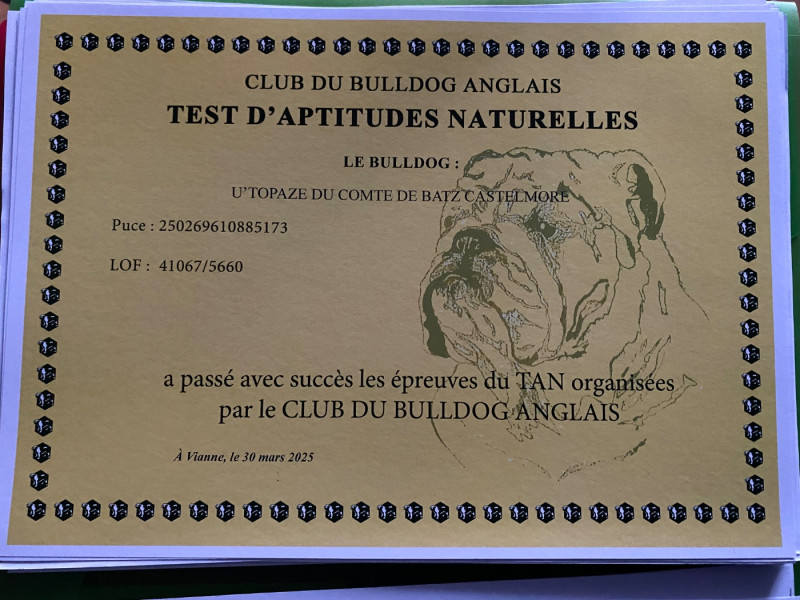 CLUB DU BULLDOG ANGLAIS
TEST D'APTITUDES NATURELLES
LE BULLDOG :
U'TOPAZE DU COMTE DE BATZ CASTELMORE
Puce : 250269610885173
LOF : 41067/5660
a passé avec succès les épreuves du TAN organisées
par le CLUB DU BULLDOG ANGLAIS
À Vianne, le 30 mars 2025